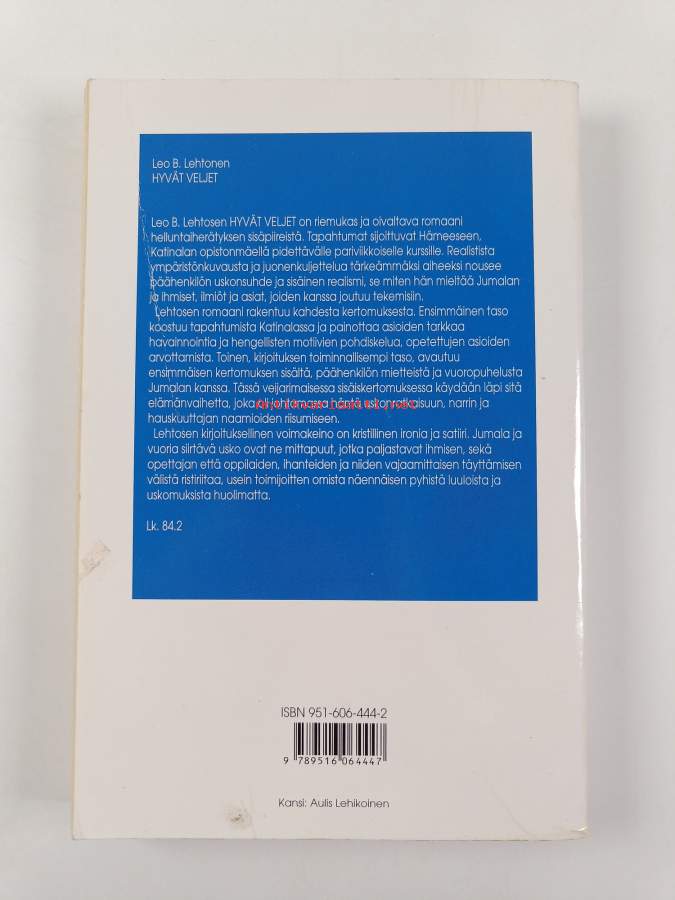 Leo B. Lehtonen
HYVÄT VELJET
Leo B. Lehtosen HYVÄT VELJET on riemukas ja oivaltava romaani
helluntaiherätyksen sisäpiireistä. Tapahtumat sijoittuvat Hämeeseen,
Katinalan opistonmäellä pidettävälle pariviikkoiselle kurssille. Realistista
ympäristönkuvausta ja juonenkuljettelua tärkeämmäksi aiheeksi nousee
päähenkilön uskonsuhde ja sisäinen realismi, se miten hän mieltää Jumalan
ja ihmiset, ilmiöt ja asiat, joiden kanssa joutuu tekemisiin.
Lehtosen romaani rakentuu kahdesta kertomuksesta. Ensimmäinen taso
koostuu tapahtumista Katinalassa ja painottaa asioiden tarkkaa
havainnointia ja hengellisten motiivien pohdiskelua, opetettujen asioiden
arvottamista. Toinen, kirjoituksen toiminnallisempi taso, avautuu
ensimmäisen kertomuksen sisältä, päähenkilön mietteistä ja vuoropuhelusta
Jumalan kanssa. Tässä veijarimaisessa sisäiskertomuksessa käydään läpi sitä
elämänvaihetta, joka oli johtamassa häntä uskonratkaisuun, narrin ja
hauskuuttajan naamioiden riisumiseen.
Lehtosen kirjoituksellinen voimakeino on kristillinen ironia ja satiiri. Jumala ja
vuoria siirtävä usko ovat ne mittapuut, jotka paljastavat ihmisen, sekä
opettajan että oppilaiden, ihanteiden ja niiden vajaamittaisen täyttämisen
välistä ristiriitaa, usein toimijoitten omista näennäisen pyhistä luuloista ja
uskomuksista huolimatta.
Lk. 84.2
ISBN 951-606-444-2
9 789516 064447
Kansi: Aulis Lehikoinen